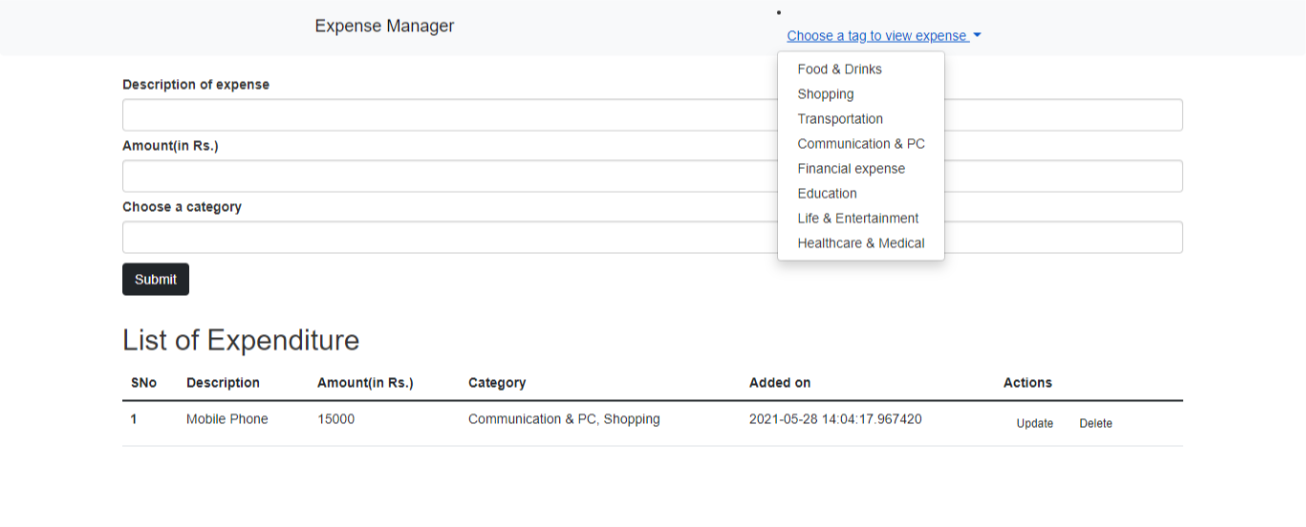 Expense Manager
Choose a tag to view expense
Food & Drinks
Shopping
Transportation
Communication & PC
Financial expense
Education
Life & Entertainment
Healthcare & Medical
Description of expense
Amount(in Rs.)
Choose a category
Submit
List of Expenditure
SNo Description Amount(in Rs.) Category Added on Actions
1 Mobile Phone 15000 Communication & PC, Shopping 2021-05-28 14:04:17.967420 Update Delete